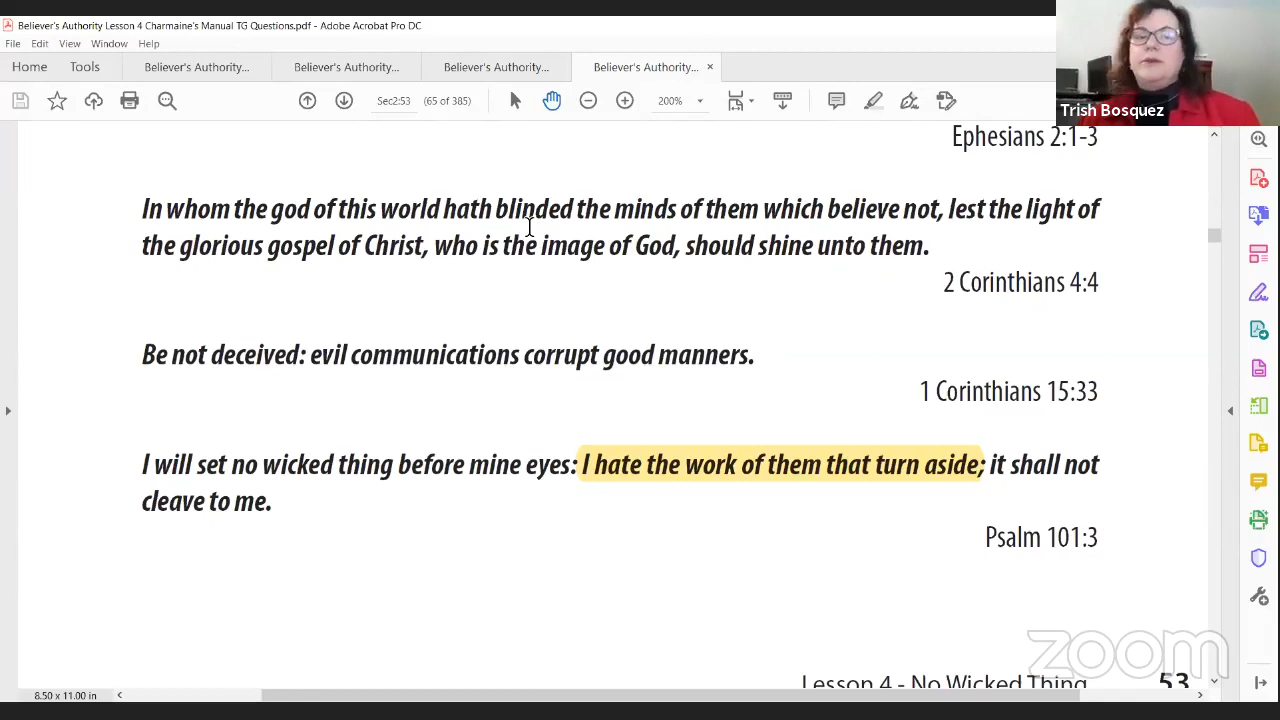 Believer's Authority Lesson 4 Charmaine's Manual TG Questions.pdf - Adobe Acrobat Pro DC
File Edit View Window Help
Home Tools Believer's Authority... Believer's Authority... Believer's Authority... Believer's Authority... ×
Sec2:53 (65 of 385) 200%
Trish Bosquez
Ephesians 2:1-3
In whom the god of this world hath blinded the minds of them which believe not, lest the light of
the glorious gospel of Christ, who is the image of God, should shine unto them.
2 Corinthians 4:4
Be not deceived: evil communications corrupt good manners.
1 Corinthians 15:33
I will set no wicked thing before mine eyes: I hate the work of them that turn aside; it shall not
cleave to me.
Psalm 101:3
zoom
Lesson 4 - No Wicked Thing 53
8.50 x 11.00 in